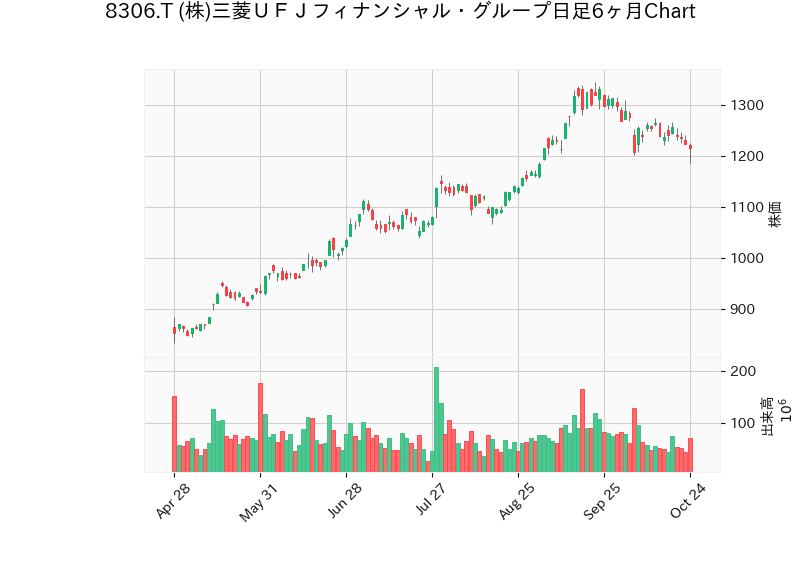 8306.T (株)三菱ＵＦＪフィナンシャル・グループ日足6ヶ月Chart
1300
1200
1100
1000
900
株価
200
100
出来高
10⁶
Apr 28
May 31
Jun 28
Jul 27
Aug 25
Sep 25
Oct 24